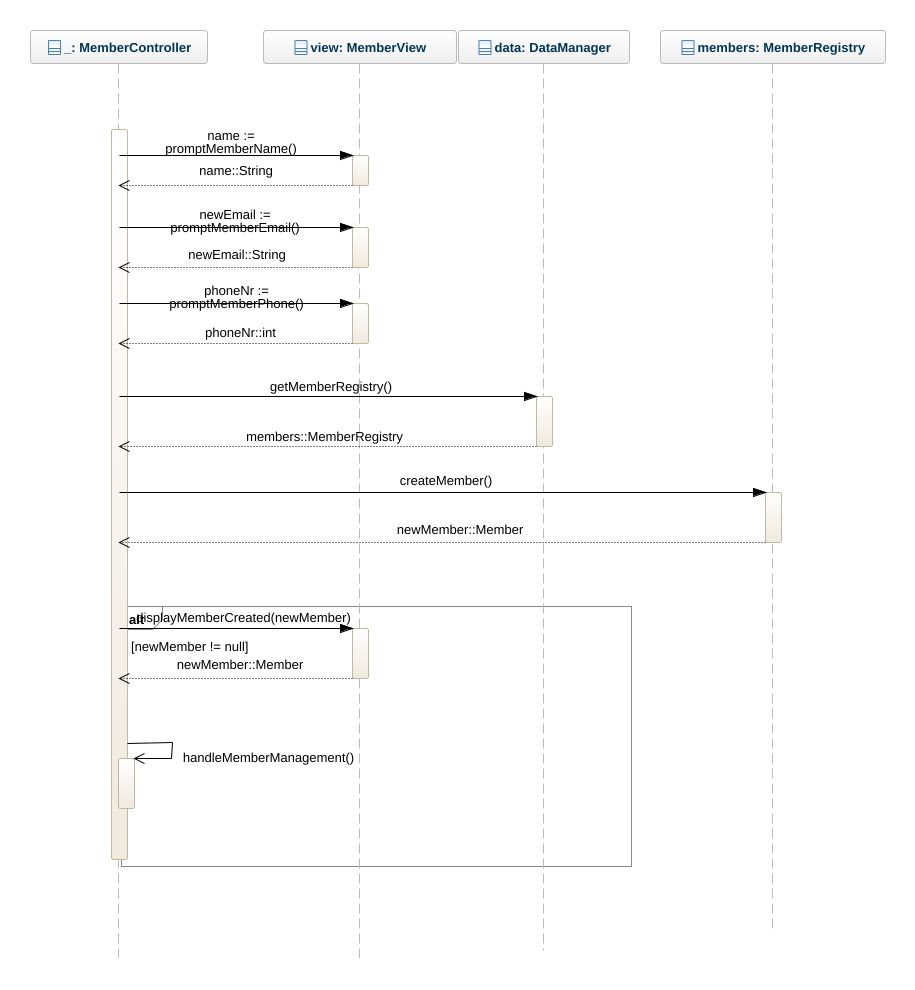 _: MemberController
view: MemberView
data: DataManager
members: MemberRegistry
name :=
promptMemberName()
name::String
newEmail :=
promptMemberEmail()
newEmail::String
phoneNr :=
promptMemberPhone()
phoneNr::int
getMemberRegistry()
members::MemberRegistry
createMember()
newMember::Member
alt
displayMemberCreated(newMember)
[newMember != null]
newMember::Member
handleMemberManagement()